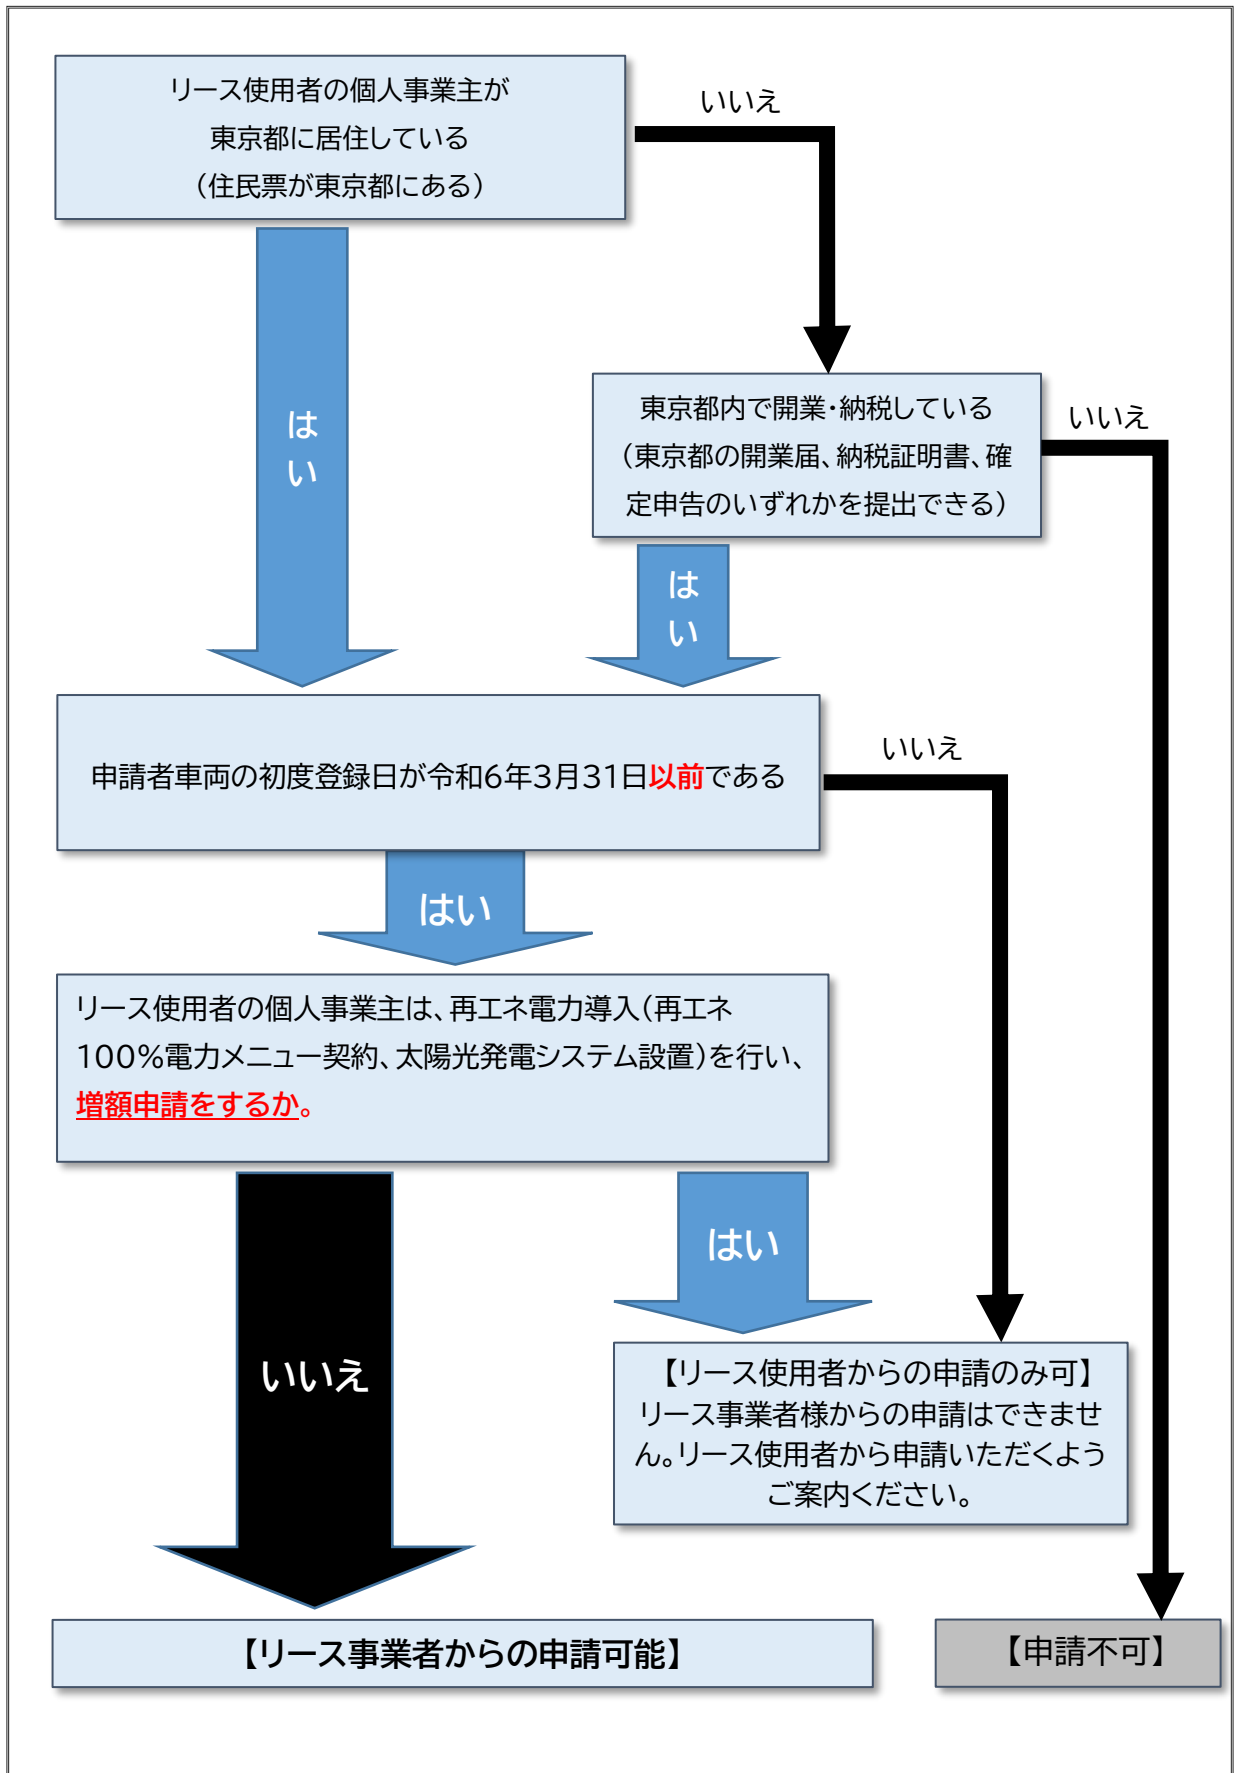 リース使用者の個人事業主が
東京都に居住している
（住民票が東京都にある）
いいえ
東京都内で開業・納税している
（東京都の開業届、納税証明書、確
定申告のいずれかを提出できる）
いいえ
は
い
は
い
申請者車両の初度登録日が令和6年3月31日以前である
いいえ
はい
リース使用者の個人事業主は、再エネ電力導入（再エネ
100％電力メニュー契約、太陽光発電システム設置）を行い、
増額申請をするか。
はい
いいえ
【リース使用者からの申請のみ可】
リース事業者様からの申請はできませ
ん。リース使用者から申請いただくよう
ご案内ください。
【リース事業者からの申請可能】
【申請不可】